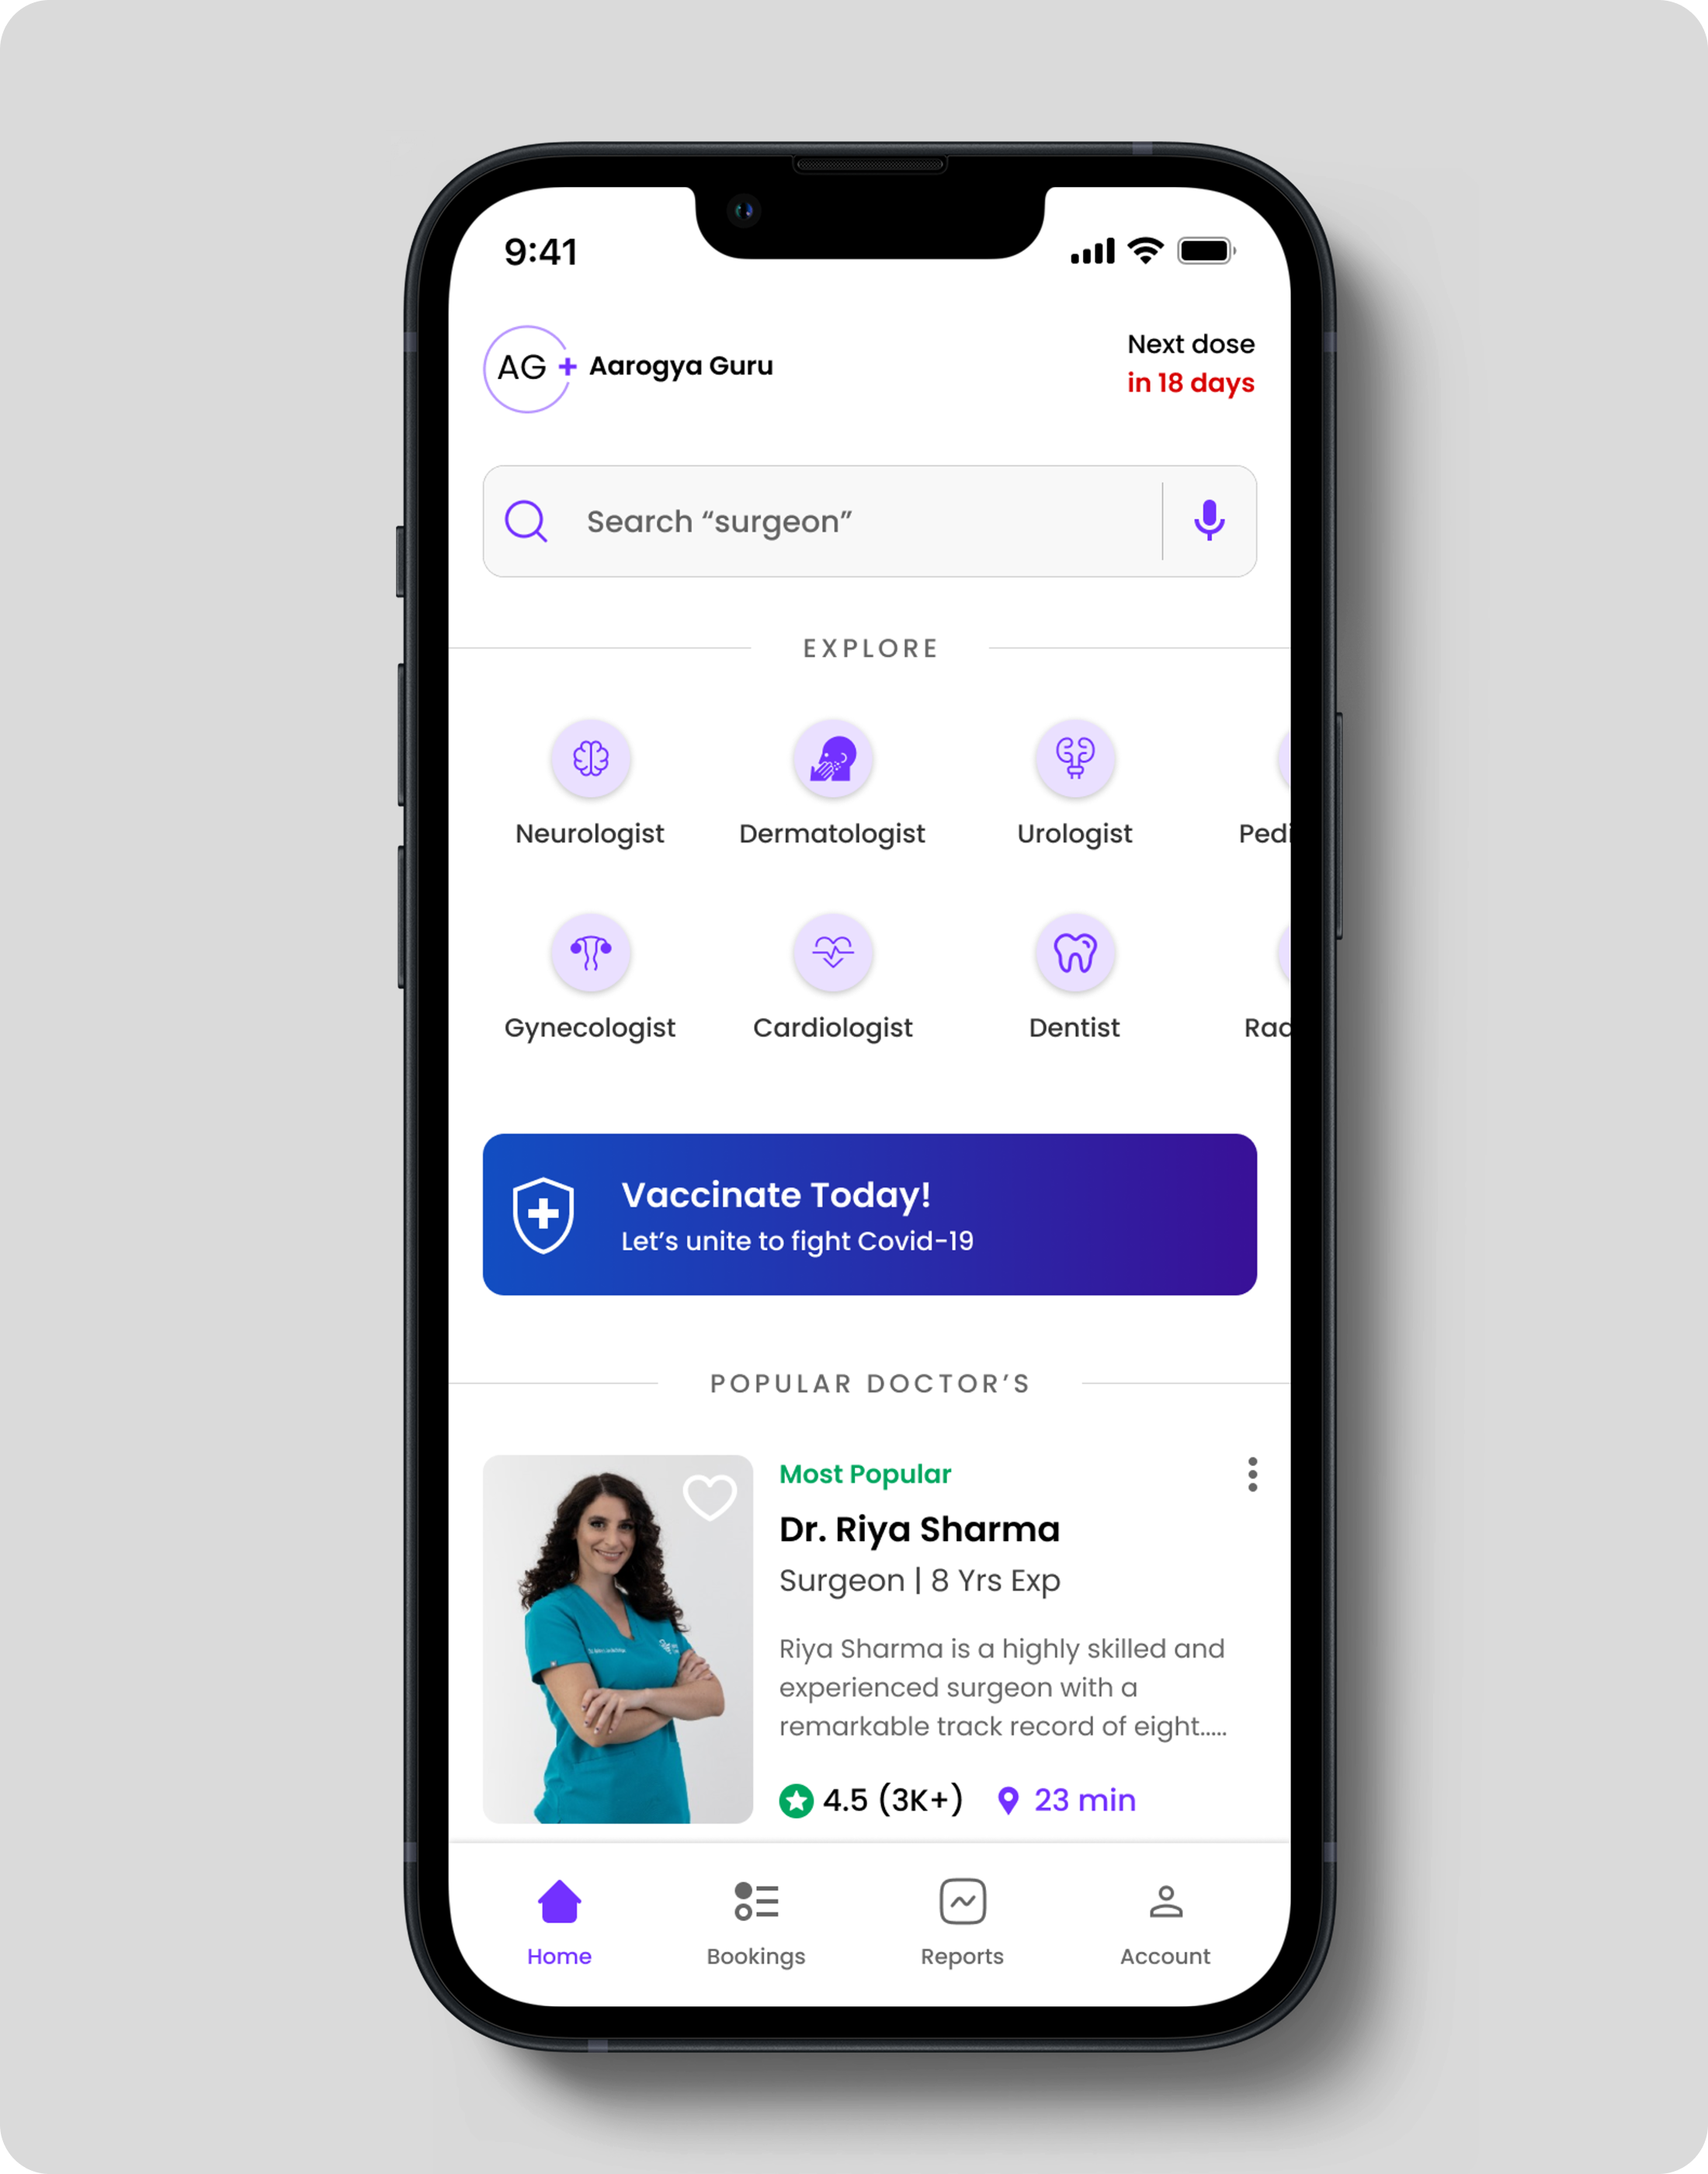 9:41
AG + Aarogya Guru
Next dose
in 18 days
Search “surgeon”
EXPLORE
Neurologist
Dermatologist
Urologist
Pedi
Gynecologist
Cardiologist
Dentist
Rad
Vaccinate Today!
Let’s unite to fight Covid-19
POPULAR DOCTOR’S
Most Popular
Dr. Riya Sharma
Surgeon | 8 Yrs Exp
Riya Sharma is a highly skilled and
experienced surgeon with a
remarkable track record of eight.....
4.5 (3K+)
23 min
Home
Bookings
Reports
Account